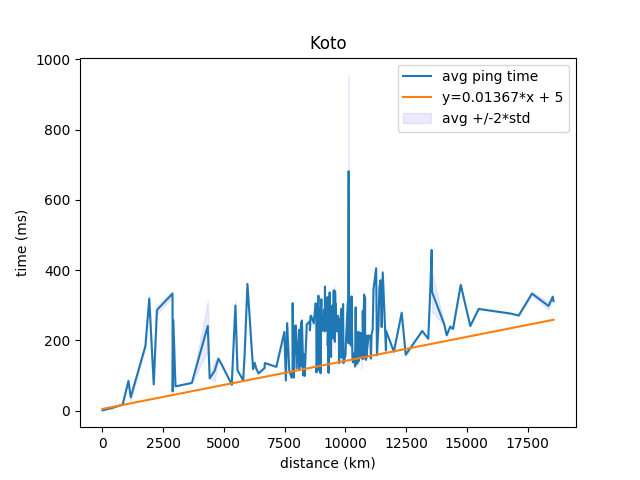 Koto
1000
800
600
400
200
0
time (ms)
avg ping time
y=0.01367*x + 5
avg +/-2*std
0 2500 5000 7500 10000 12500 15000 17500
distance (km)